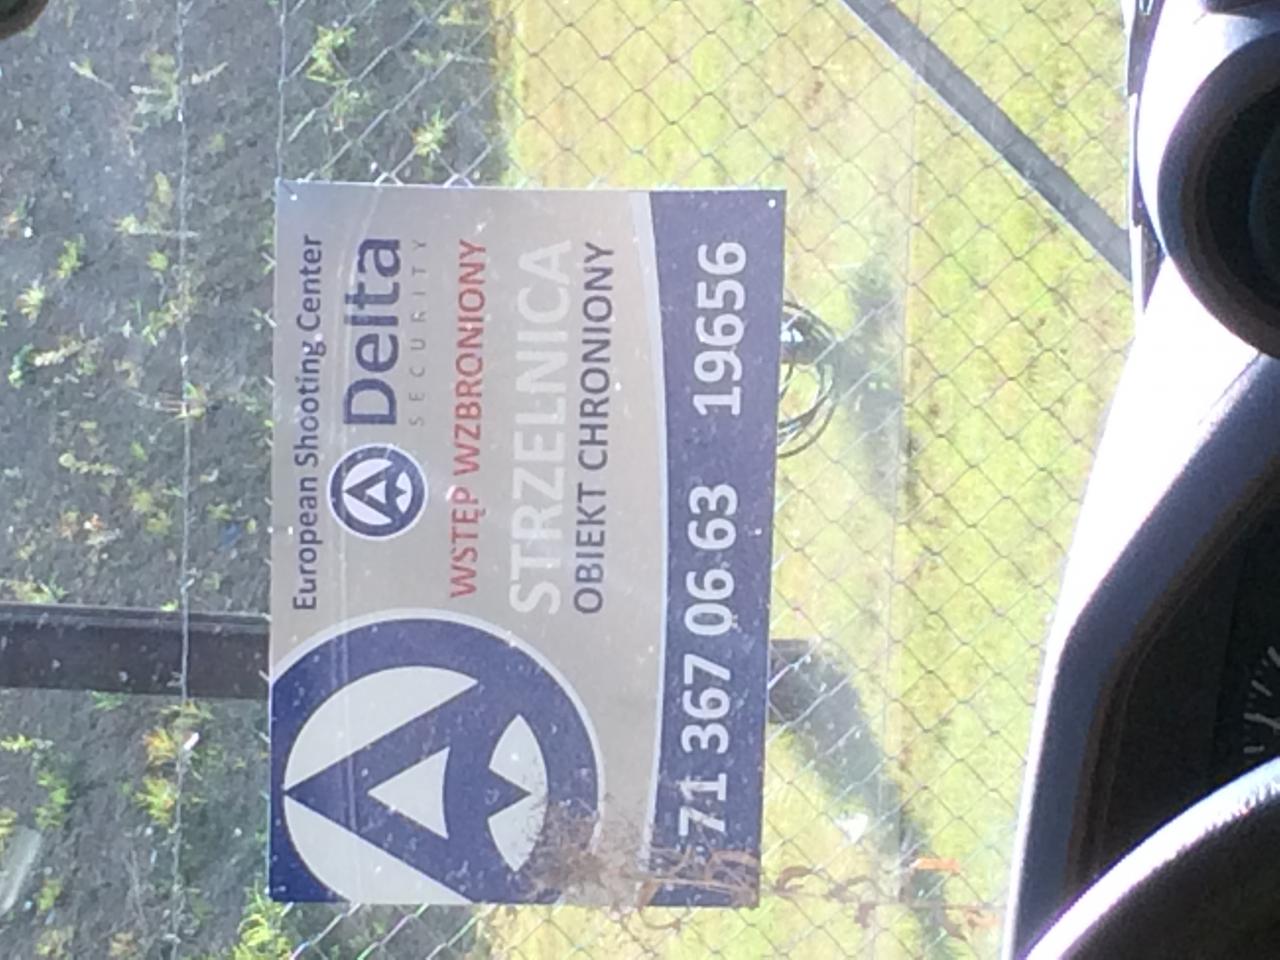 European Shooting Center
Delta
SECURITY
WSTĘP WZBRONIONY
STRZELNICA
OBIEKT CHRONIONY
71 367 06 63 19656